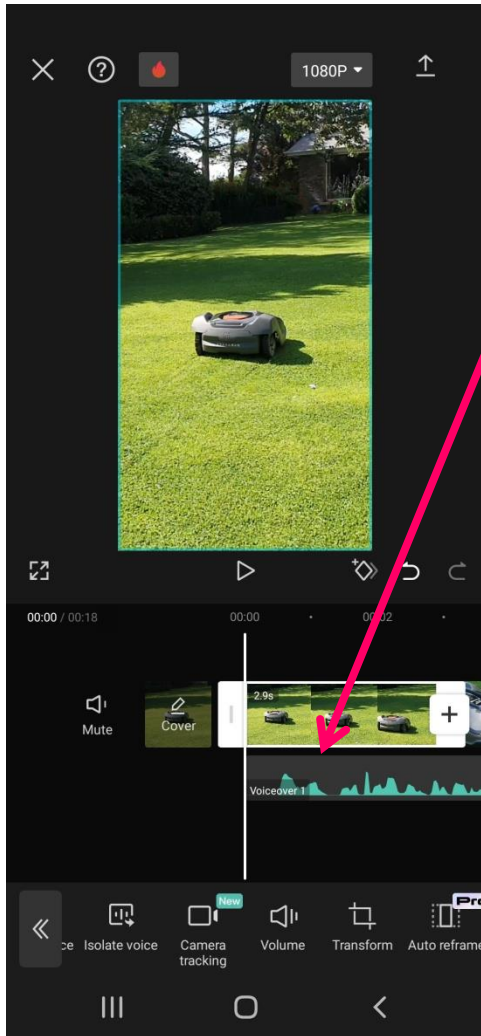 1080P
00:00 / 00:18
00:00
00:02
Mute
Cover
2.9s
Voiceover 1
ce
Isolate voice
New
Camera
tracking
Volume
Transform
Pro
Auto reframe